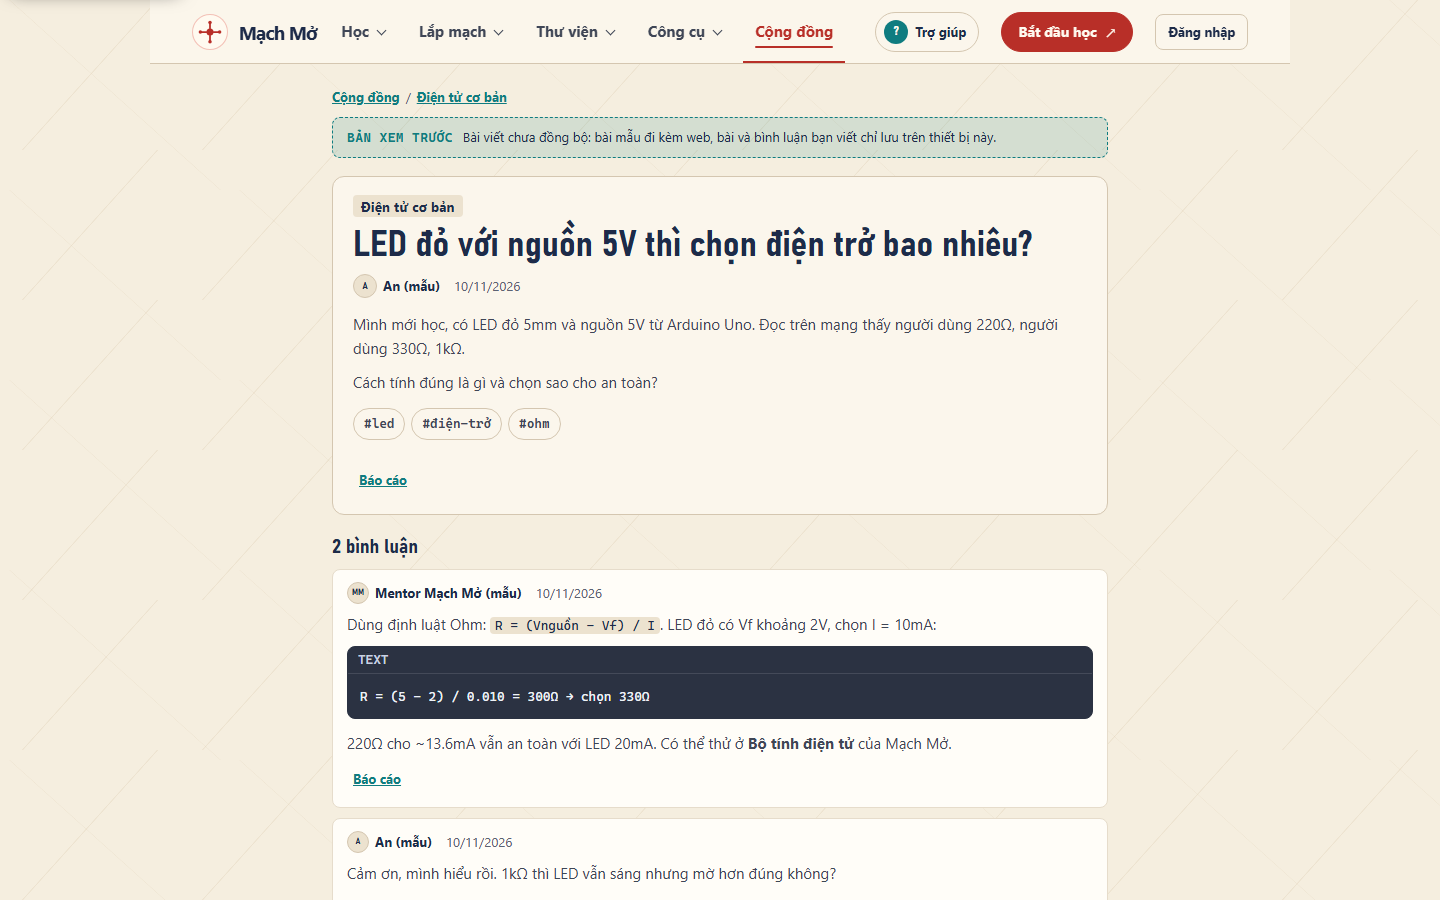 Mạch Mở Học Lắp mạch Thư viện Công cụ Cộng đồng ? Trợ giúp Bắt đầu học ↗ Đăng nhập
Cộng đồng / Điện tử cơ bản
BẢN XEM TRƯỚC Bài viết chưa đồng bộ: bài mẫu đi kèm web, bài và bình luận bạn viết chỉ lưu trên thiết bị này.
Điện tử cơ bản
LED đỏ với nguồn 5V thì chọn điện trở bao nhiêu?
A An (mẫu) 10/11/2026
Mình mới học, có LED đỏ 5mm và nguồn 5V từ Arduino Uno. Đọc trên mạng thấy người dùng 220Ω, người
dùng 330Ω, 1kΩ.
Cách tính đúng là gì và chọn sao cho an toàn?
#led #điện-trở #ohm
Báo cáo
2 bình luận
MM Mentor Mạch Mở (mẫu) 10/11/2026
Dùng định luật Ohm: R = (Vnguồn - Vf) / I. LED đỏ có Vf khoảng 2V, chọn I = 10mA:
TEXT
R = (5 - 2) / 0.010 = 300Ω → chọn 330Ω
220Ω cho ~13.6mA vẫn an toàn với LED 20mA. Có thể thử ở Bộ tính điện tử của Mạch Mở.
Báo cáo
A An (mẫu) 10/11/2026
Cảm ơn, mình hiểu rồi. 1kΩ thì LED vẫn sáng nhưng mờ hơn đúng không?